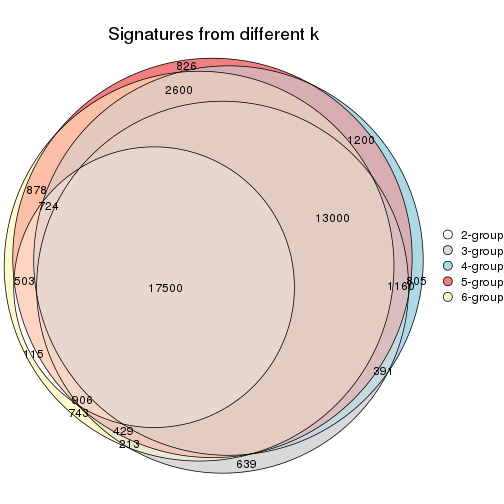 Signatures from different k
826
2600
1200
878
724
13000
503
17500
1160
805
115
391
906
743
429
213
639
2-group
3-group
4-group
5-group
6-group